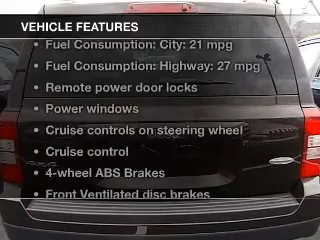 VEHICLE FEATURES
• Fuel Consumption: City: 21 mpg
• Fuel Consumption: Highway: 27 mpg
• Remote power door locks
• Power windows
• Cruise controls on steering wheel
• Cruise control
• 4-wheel ABS Brakes
• Front Ventilated disc brakes